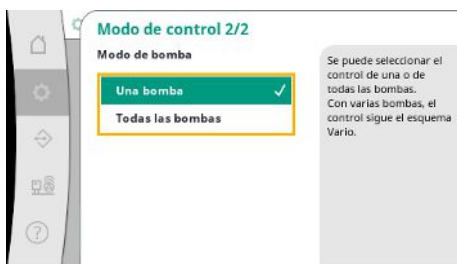 Modo de control 2/2
Modo de bomba
Una bomba
Todas las bombas
Se puede seleccionar el
control de una o de
todas las bombas.
Con varias bombas, el
control sigue el esquema
Vario.
?